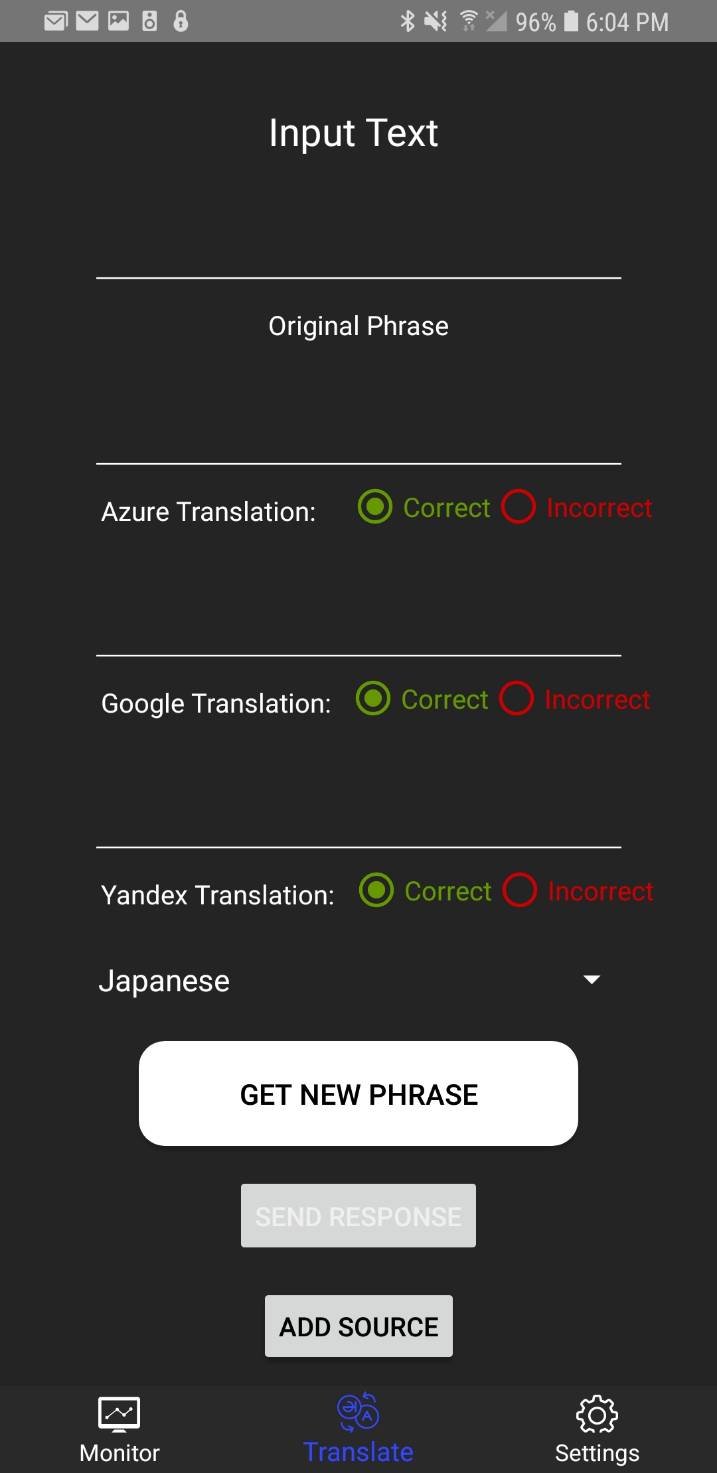 96% 6:04 PM
Input Text
Original Phrase
Azure Translation: Correct Incorrect
Google Translation: Correct Incorrect
Yandex Translation: Correct Incorrect
Japanese
GET NEW PHRASE
SEND RESPONSE
ADD SOURCE
Monitor Translate Settings